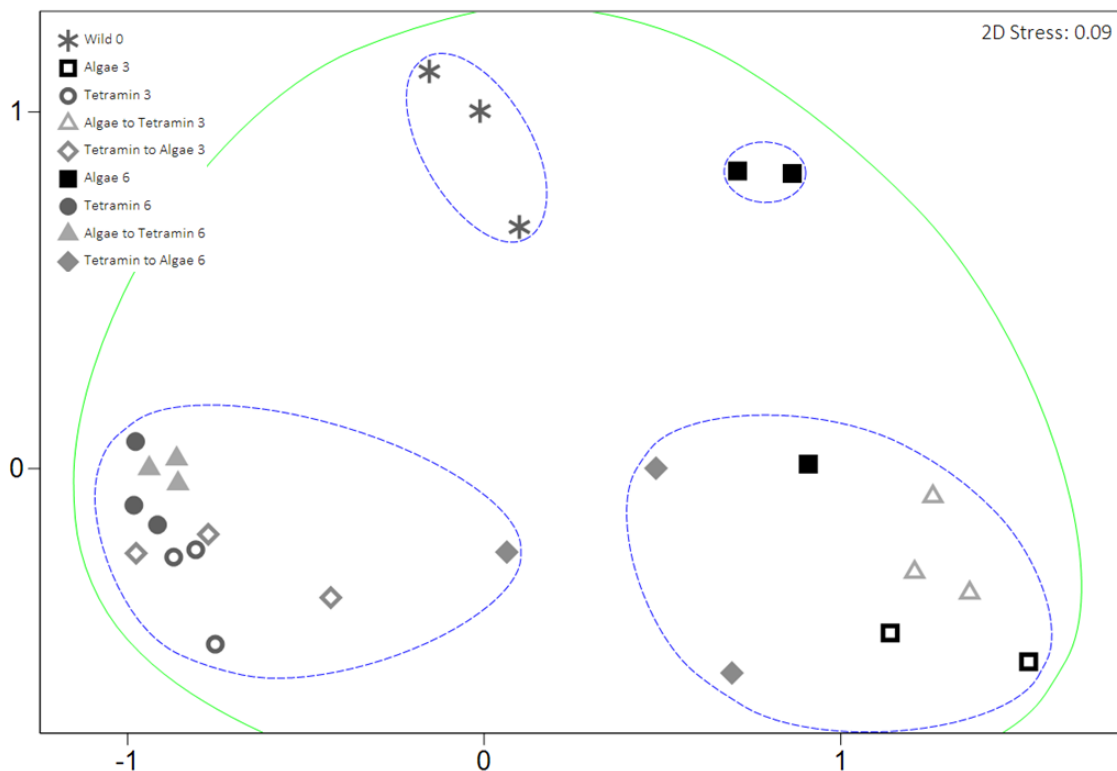 2D Stress: 0.09
Wild 0
Algae 3
Tetramin 3
Algae to Tetramin 3
Tetramin to Algae 3
Algae 6
Tetramin 6
Algae to Tetramin 6
Tetramin to Algae 6
1
0
-1
0
1